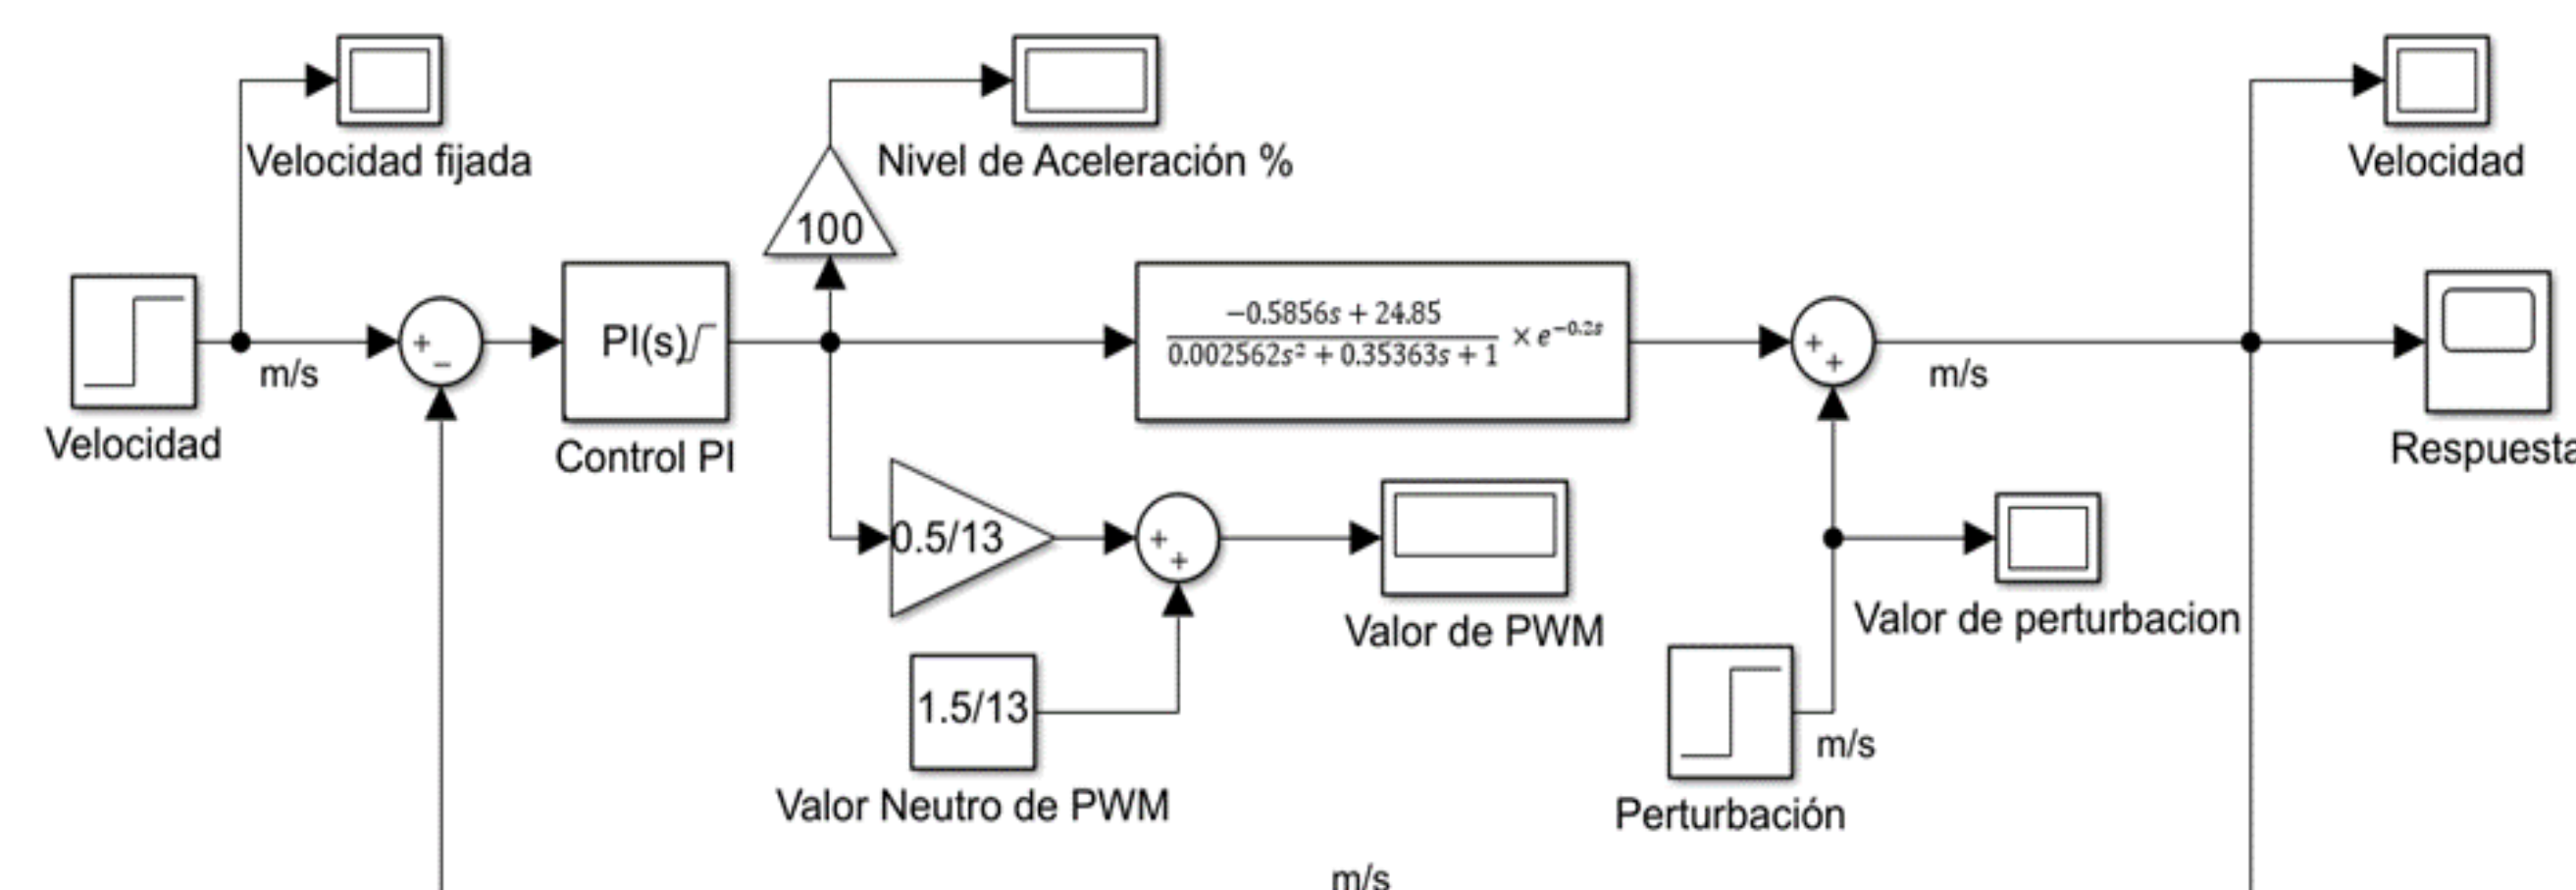 Velocidad fijada
Nivel de Aceleración %
Velocidad
100
-0.5856s + 24.85
0.002562s² + 0.35363s + 1
× e^{-0.2s}
+
−
PI(s)
+
+
m/s
m/s
Velocidad
Control PI
Respuesta
0.5/13
+
+
Valor de PWM
Valor de perturbacion
1.5/13
m/s
Valor Neutro de PWM
Perturbación
m/s